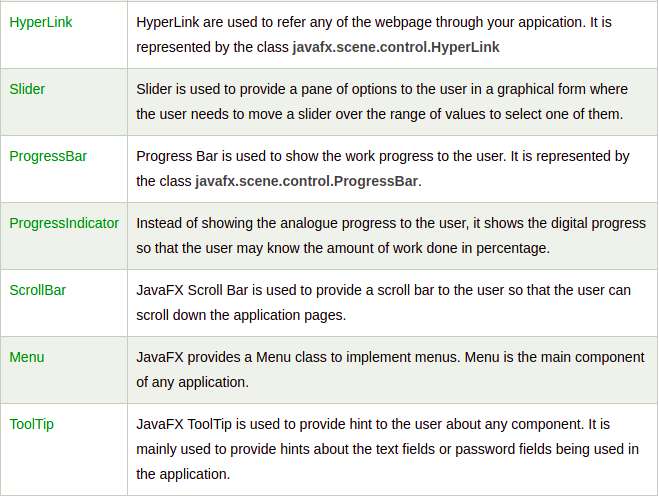 HyperLink
HyperLink are used to refer any of the webpage through your appication. It is
represented by the class javafx.scene.control.HyperLink
Slider
Slider is used to provide a pane of options to the user in a graphical form where
the user needs to move a slider over the range of values to select one of them.
ProgressBar
Progress Bar is used to show the work progress to the user. It is represented by
the class javafx.scene.control.ProgressBar.
ProgressIndicator
Instead of showing the analogue progress to the user, it shows the digital progress
so that the user may know the amount of work done in percentage.
ScrollBar
JavaFX Scroll Bar is used to provide a scroll bar to the user so that the user can
scroll down the application pages.
Menu
JavaFX provides a Menu class to implement menus. Menu is the main component
of any application.
ToolTip
JavaFX ToolTip is used to provide hint to the user about any component. It is
mainly used to provide hints about the text fields or password fields being used in
the application.